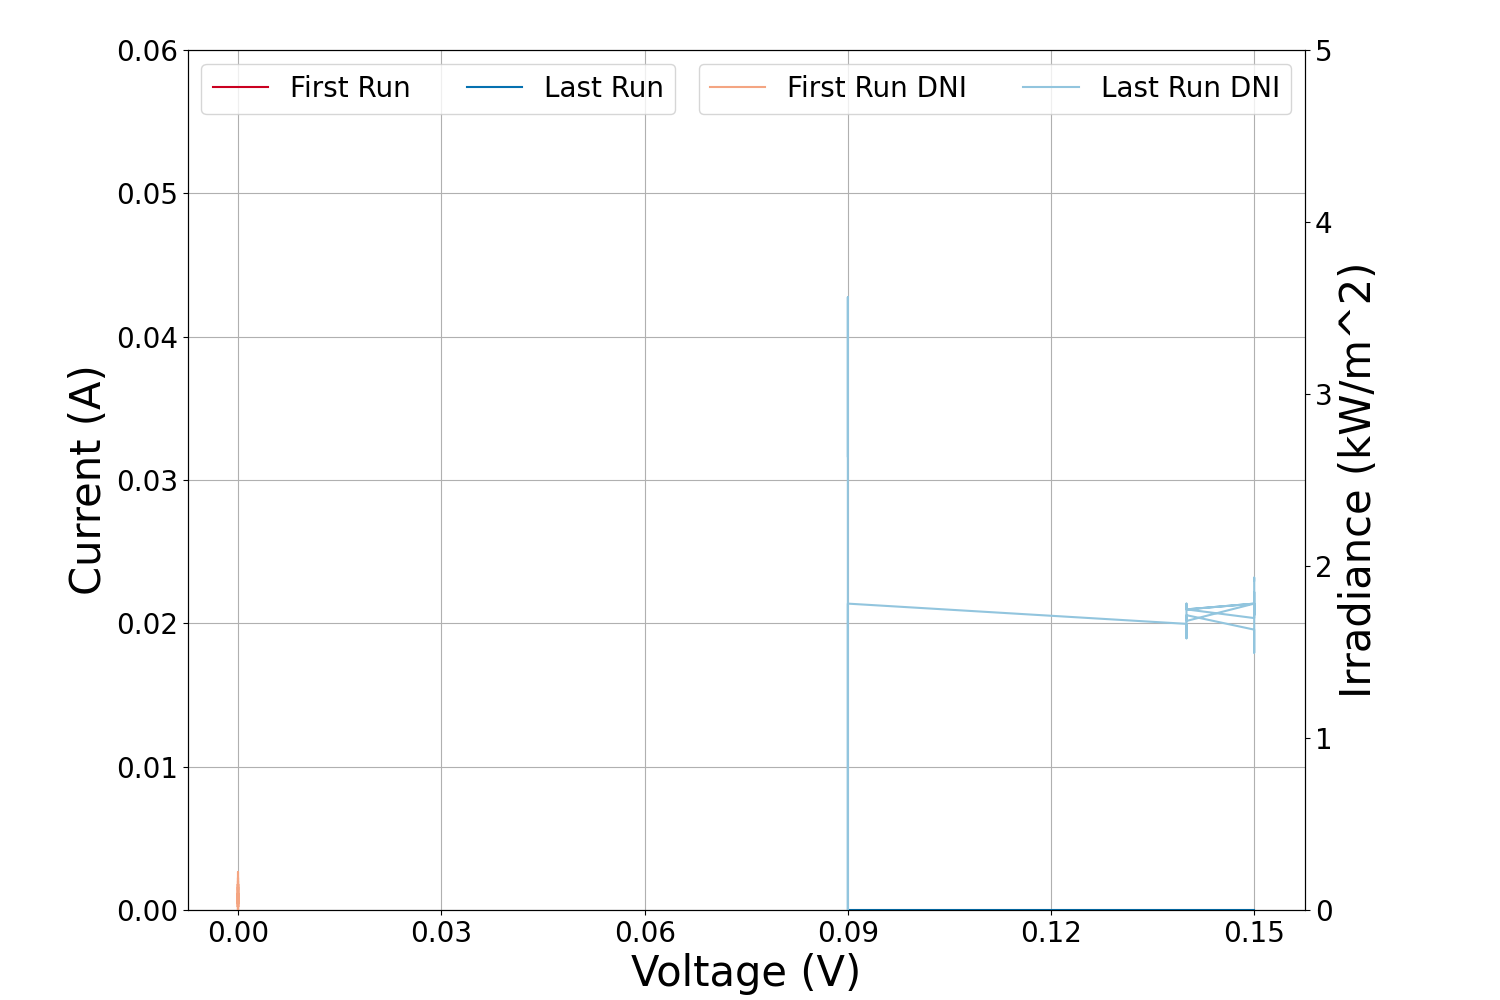 First Run
Last Run
First Run DNI
Last Run DNI
0.06
0.05
0.04
0.03
0.02
0.01
0.00
Current (A)
5
4
3
2
1
0
Irradiance (kW/m^2)
0.00 0.03 0.06 0.09 0.12 0.15
Voltage (V)